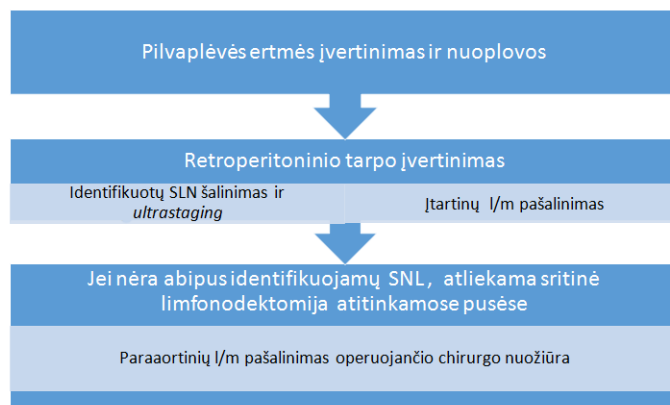 Pilvaplėvės ertmės įvertinimas ir nuoplovos
Retroperitoninio tarpo įvertinimas
Identifikuotų SLN šalinimas ir
ultrastaging
Įtartinų l/m pašalinimas
Jei nėra abipus identifikuojamų SNL, atliekama sritinė
limfonodektomija atitinkamose pusėse
Paraaortinių l/m pašalinimas operuojančio chirurgo nuožiūra